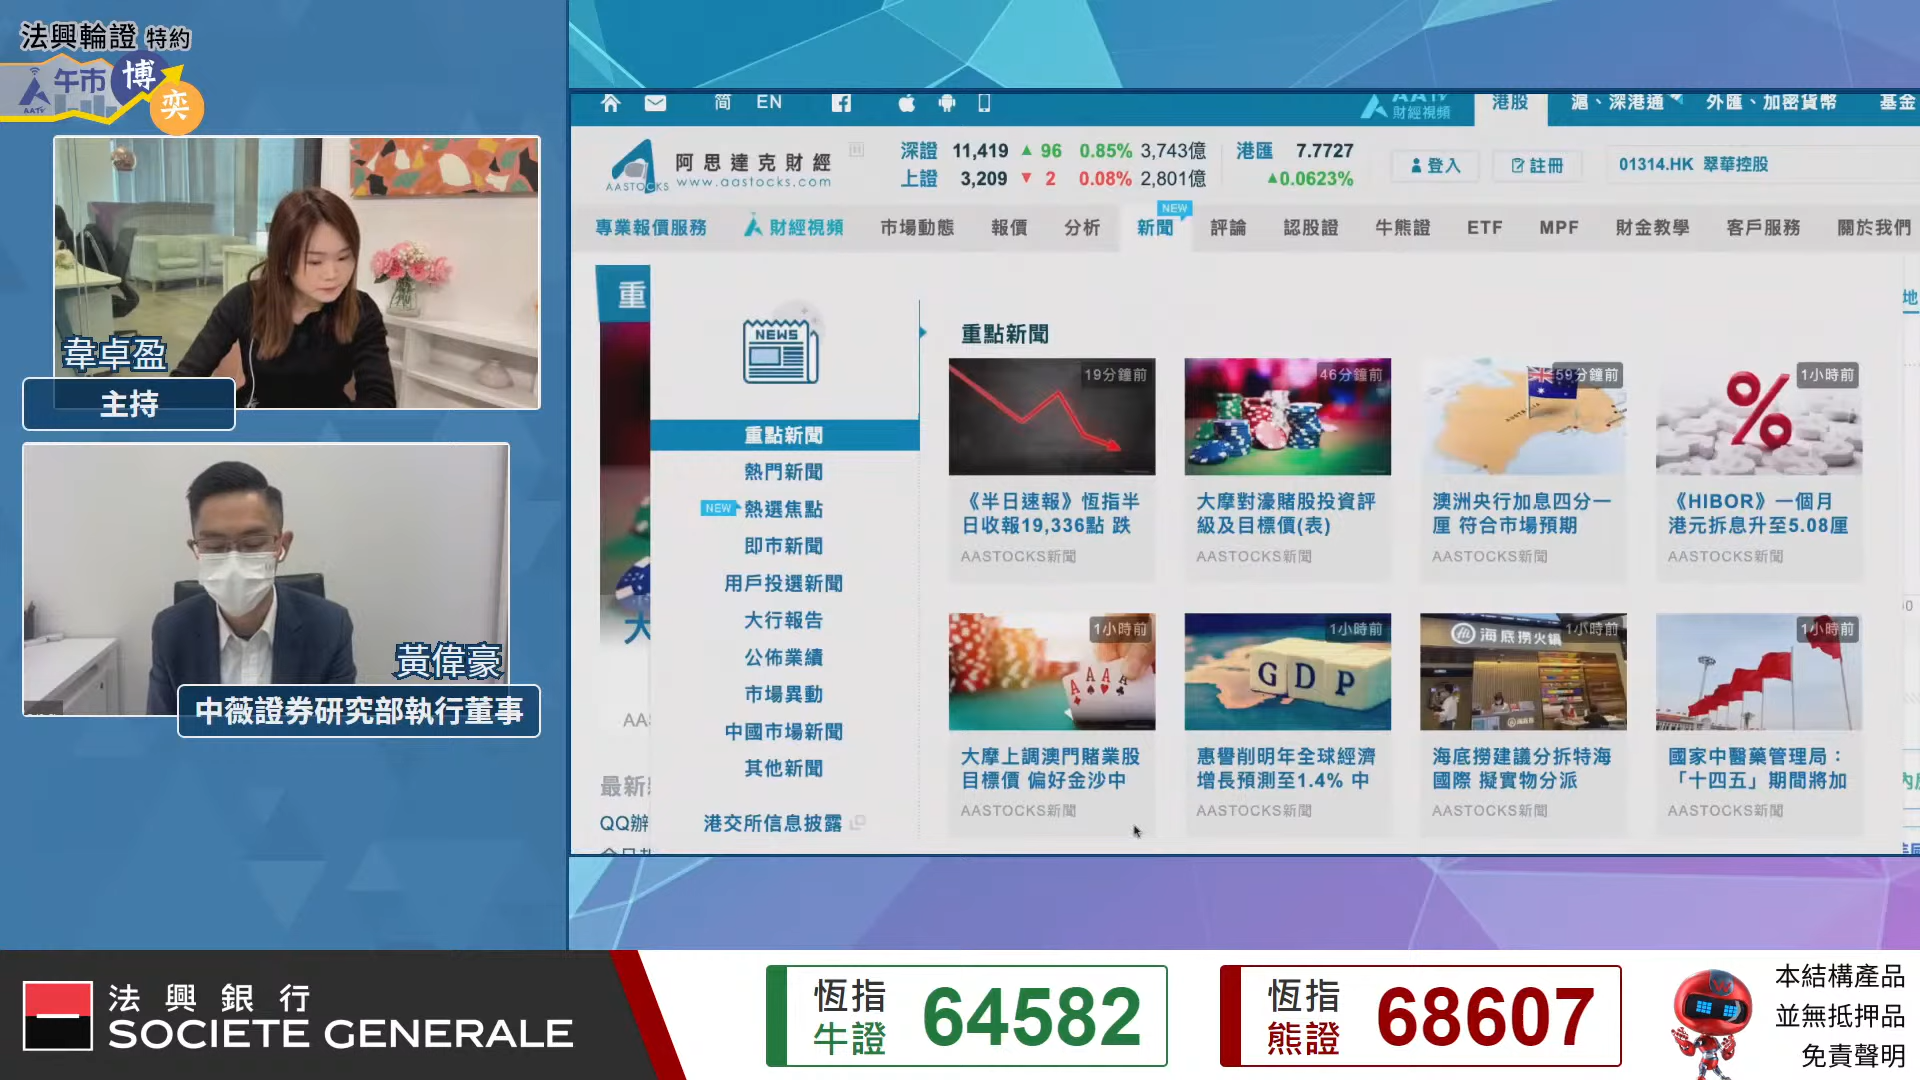 法興輪證 特約
午市
博
奕
AATV
韋卓盈
主持
黃偉豪
中薇證券研究部執行董事
简
EN
AATV
財經視頻
港股
滬、深港通
外匯、加密貨幣
基金
AASTOCKS
阿思達克財經
www.aastocks.com
深證 11,419 ▲ 96 0.85% 3,743億
上證 3,209 ▼ 2 0.08% 2,801億
港匯 7.7727
▲0.0623%
登入
註冊
01314.HK 翠華控股
專業報價服務
財經視頻
市場動態
報價
分析
新聞
NEW
評論
認股證
牛熊證
ETF
MPF
財金教學
客戶服務
關於我們
重
地
NEWS
重點新聞
熱門新聞
NEW 熱選焦點
即市新聞
用戶投選新聞
大行報告
公佈業績
市場異動
中國市場新聞
其他新聞
港交所信息披露
大
AA
最新
QQ辦
重點新聞
19分鐘前
《半日速報》恆指半
日收報19,336點 跌
AASTOCKS新聞
46分鐘前
大摩對濠賭股投資評
級及目標價(表)
AASTOCKS新聞
59分鐘前
澳洲央行加息四分一
厘 符合市場預期
AASTOCKS新聞
1小時前
《HIBOR》一個月
港元折息升至5.08厘
AASTOCKS新聞
1小時前
大摩上調澳門賭業股
目標價 偏好金沙中
AASTOCKS新聞
1小時前
GDP
惠譽削明年全球經濟
增長預測至1.4% 中
AASTOCKS新聞
海底撈火鍋
1小時前
海底撈建議分拆特海
國際 擬實物分派
AASTOCKS新聞
1小時前
國家中醫藥管理局：
「十四五」期間將加
AASTOCKS新聞
法興銀行
SOCIETE GENERALE
恆指
牛證
64582
恆指
熊證
68607
本結構產品
並無抵押品
免責聲明